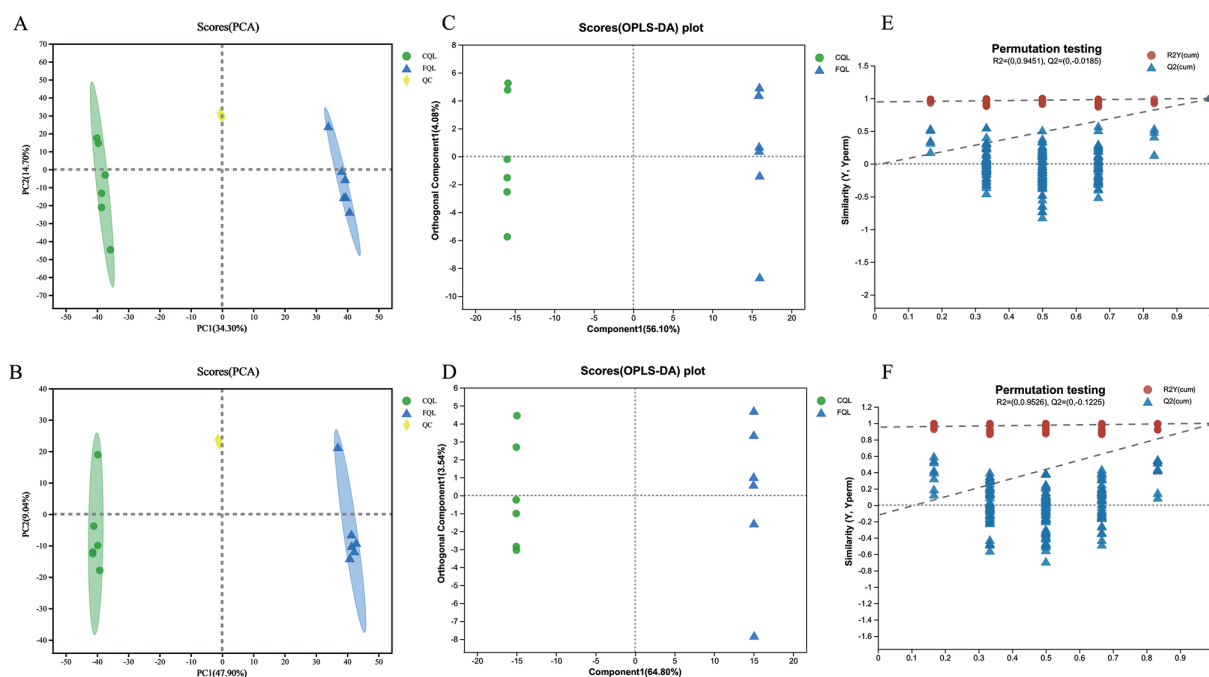 A
Scores(PCA)
CQL
FQL
QC
70
60
50
40
30
20
10
0
-10
-20
-30
-40
-50
-60
-70
PC2(14.70%)
-50 -40 -30 -20 -10 0 10 20 30 40 50
PC1(34.30%)
C
Scores(OPLS-DA) plot
CQL
FQL
8
6
4
2
0
-2
-4
-6
-8
-10
Orthogonal Component1(4.08%)
-20 -15 -10 -5 0 5 10 15 20
Component1(56.10%)
E
Permutation testing
R2=(0,0.9451), Q2=(0,-0.0185)
R2Y(cum)
Q2(cum)
2
1.5
1
0.5
0
-0.5
-1
-1.5
-2
Similarity (Y, Yperm)
0 0.1 0.2 0.3 0.4 0.5 0.6 0.7 0.8 0.9
B
Scores(PCA)
CQL
FQL
QC
40
30
20
10
0
-10
-20
-30
-40
PC2(9.04%)
-50 -40 -30 -20 -10 0 10 20 30 40 50
PC1(47.90%)
D
Scores(OPLS-DA) plot
CQL
FQL
6
5
4
3
2
1
0
-1
-2
-3
-4
-5
-6
-7
-8
Orthogonal Component1(3.54%)
-20 -15 -10 -5 0 5 10 15 20
Component1(64.80%)
F
Permutation testing
R2=(0,0.9526), Q2=(0,-0.1225)
R2Y(cum)
Q2(cum)
1.2
1
0.8
0.6
0.4
0.2
0
-0.2
-0.4
-0.6
-0.8
-1
-1.2
-1.4
-1.6
Similarity (Y, Yperm)
0 0.1 0.2 0.3 0.4 0.5 0.6 0.7 0.8 0.9